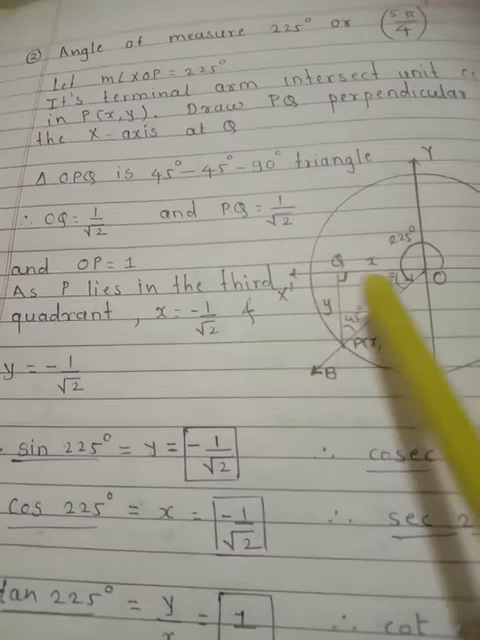 ② Angle of measure 225° or (5π/4)
Let m∠XOP = 225°
It's terminal arm intersect unit
in P(x,y). Draw PQ perpendicular
the X-axis at Q
△ OPQ is 45°-45°-90° triangle
∴ OQ = 1/√2 and PQ = 1/√2
and OP = 1
As P lies in the third
quadrant, x = -1/√2 &
y = -1/√2
Y
225°
Q x
O
X'
y
45°
P(x,
B
sin 225° = y = -1/√2 ∴ cosec
cos 225° = x = -1/√2 ∴ sec 2
tan 225° = y/x = 1 ∴ cot